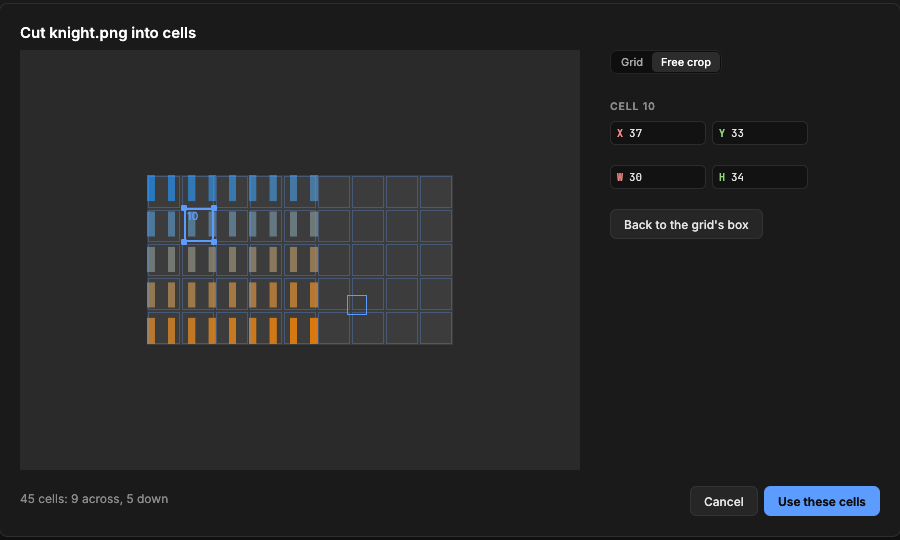 Cut knight.png into cells
Grid Free crop
CELL 10
X 37 Y 33
W 30 H 34
10
Back to the grid's box
45 cells: 9 across, 5 down
Cancel Use these cells